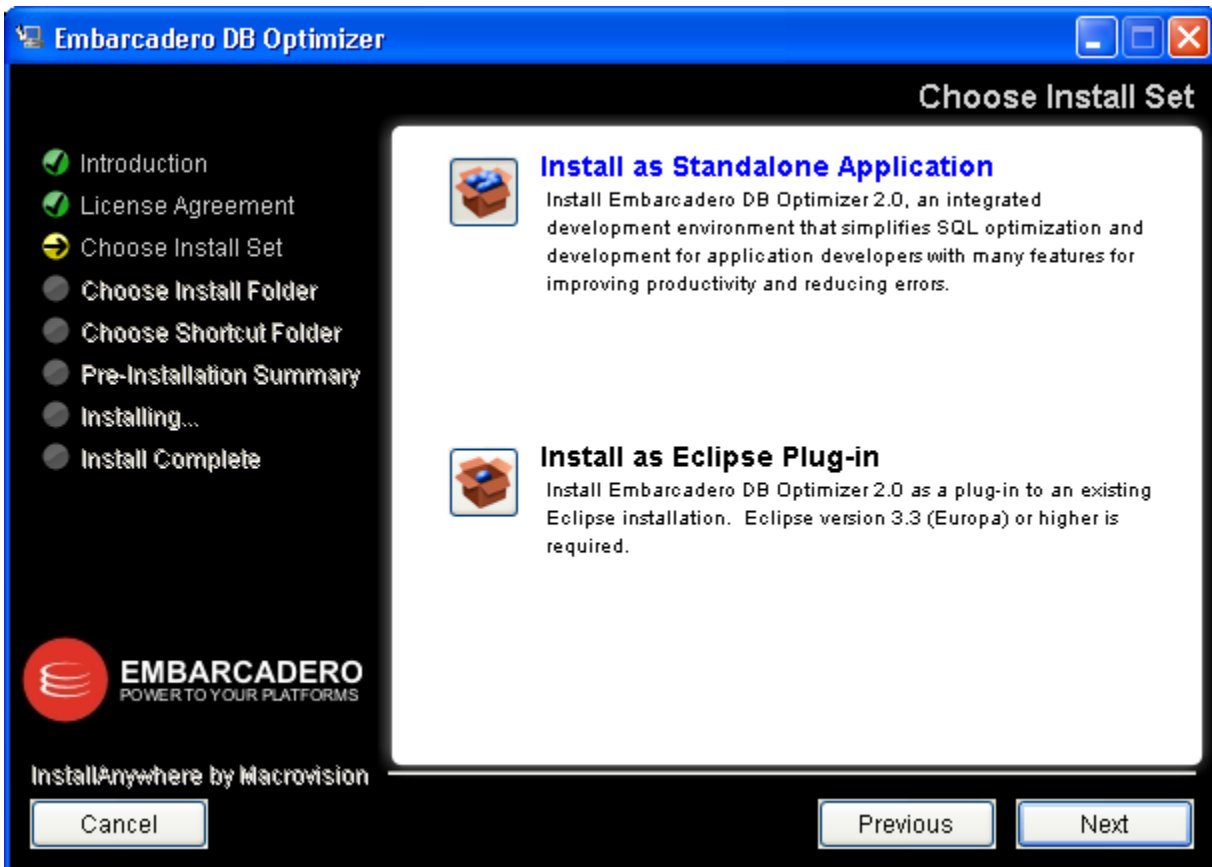 Embarcadero DB Optimizer
Choose Install Set
Introduction
License Agreement
Choose Install Set
Choose Install Folder
Choose Shortcut Folder
Pre-Installation Summary
Installing...
Install Complete
Install as Standalone Application
Install Embarcadero DB Optimizer 2.0, an integrated
development environment that simplifies SQL optimization and
development for application developers with many features for
improving productivity and reducing errors.
Install as Eclipse Plug-in
Install Embarcadero DB Optimizer 2.0 as a plug-in to an existing
Eclipse installation.  Eclipse version 3.3 (Europa) or higher is
required.
EMBARCADERO
POWER TO YOUR PLATFORMS
InstallAnywhere by Macrovision
Cancel
Previous
Next